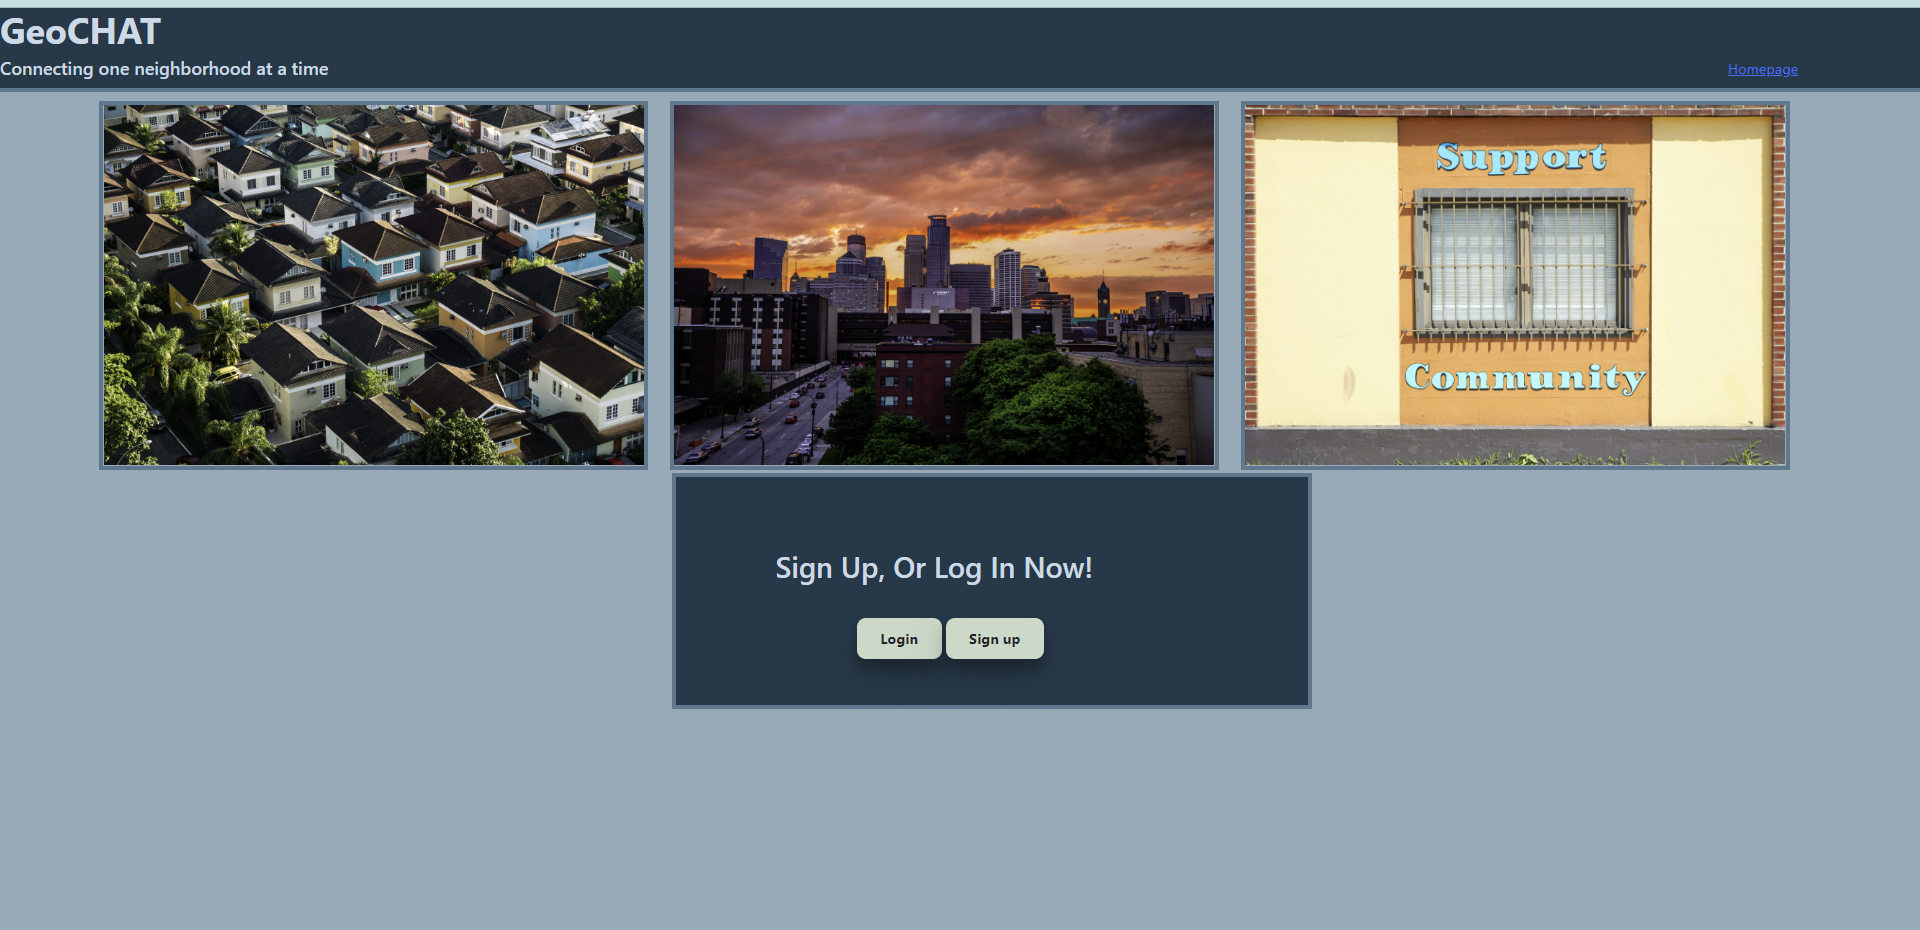 GeoCHAT
Connecting one neighborhood at a time
Homepage
Support
Community
Sign Up, Or Log In Now!
Login
Sign up